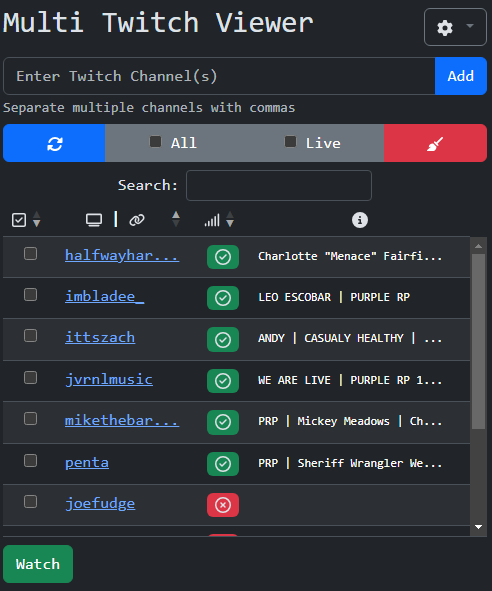 Multi Twitch Viewer
Enter Twitch Channel(s)
Add
Separate multiple channels with commas
All
Live
Search:
|
halfwayhar... Charlotte "Menace" Fairfi...
imbladee_ LEO ESCOBAR | PURPLE RP
ittszach ANDY | CASUALY HEALTHY | ...
jvrnlmusic WE ARE LIVE | PURPLE RP 1...
mikethebar... PRP | Mickey Meadows | Ch...
penta PRP | Sheriff Wrangler We...
joefudge
Watch